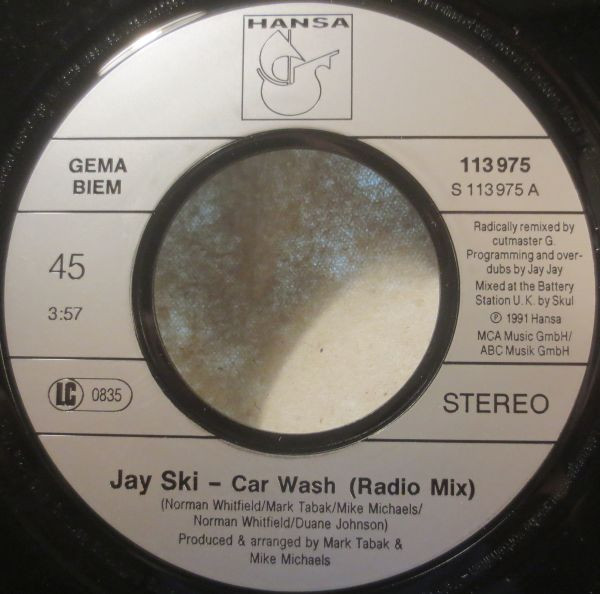 HANSA
GEMA
BIEM
113 975
S 113 975 A
45
3:57
Radically remixed by
cutmaster G.
Programming and over-
dubs by Jay Jay
Mixed at the Battery
Station U. K. by Skul
Ⓟ 1991 Hansa
MCA Music GmbH/
ABC Musik GmbH
LC 0835
STEREO
Jay Ski – Car Wash (Radio Mix)
(Norman Whitfield/Mark Tabak/Mike Michaels/
Norman Whitfield/Duane Johnson)
Produced & arranged by Mark Tabak &
Mike Michaels